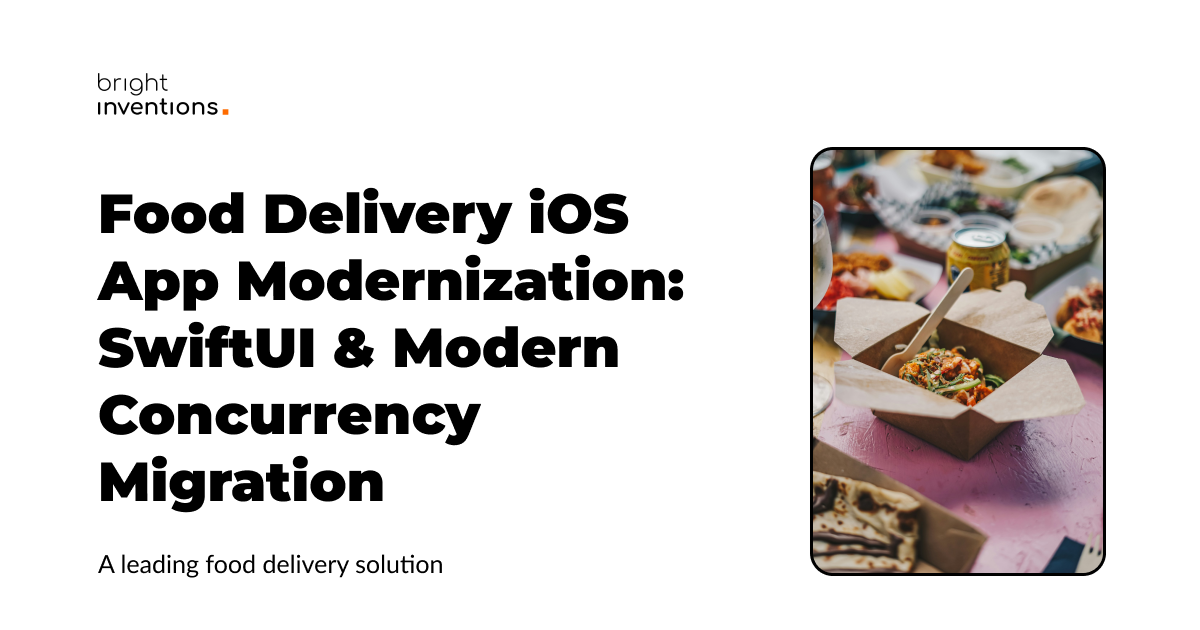 bright
inventions.
Food Delivery iOS
App Modernization:
SwiftUI & Modern
Concurrency
Migration
A leading food delivery solution